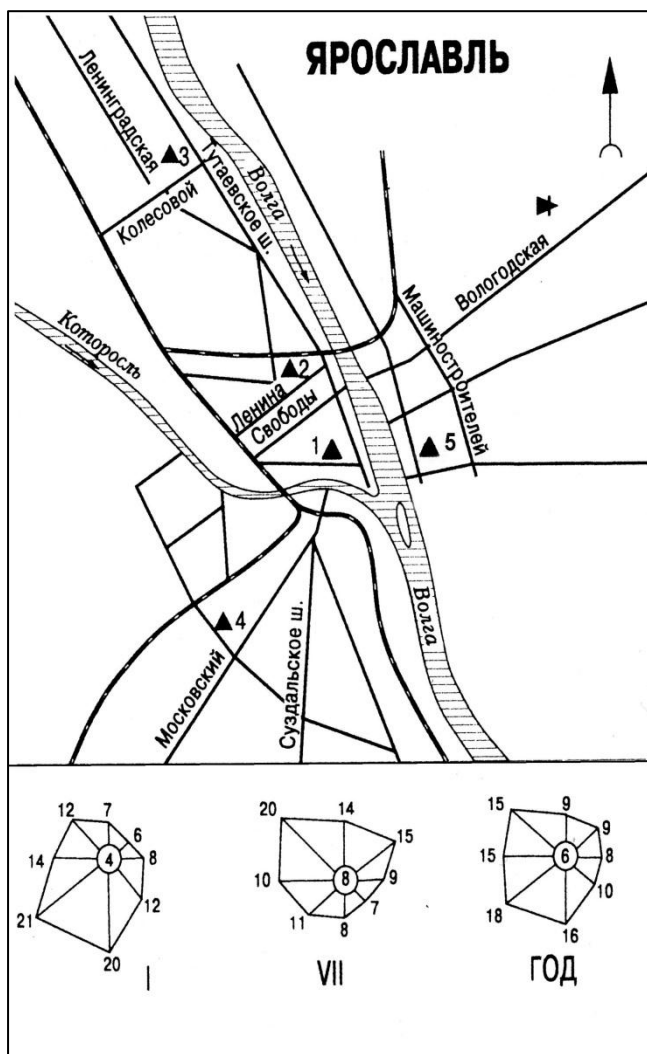 ЯРОСЛАВЛЬ
Ленинградская
3
Тутаевское ш.
Колесовой
Волга
Вологодская
Машиностроителей
Которосль
2
Ленина
Свободы
1
5
Волга
4
Московский
Суздальское ш.
12 7 6 8 12 20 21 14
4
I
20 14 15 9 7 8 11 10
8
VII
15 9 9 8 10 16 18 15
6
ГОД